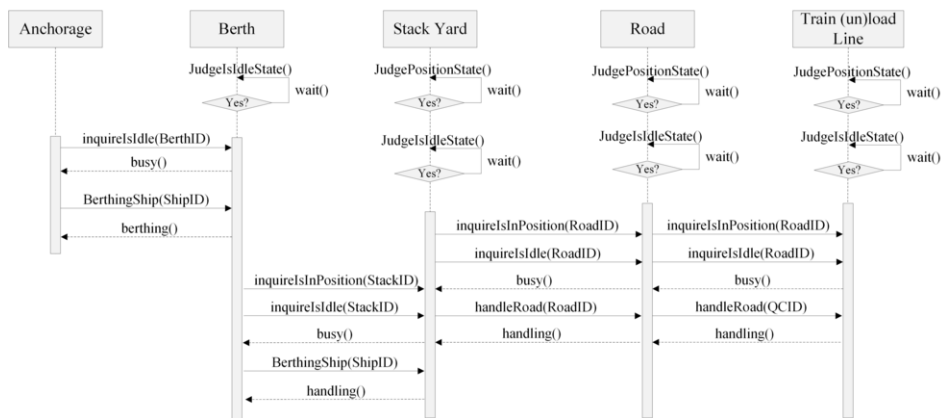 Anchorage
Berth
Stack Yard
Road
Train (un)load
Line
JudgeIsIdleState()
wait()
Yes?
JudgePositionState()
wait()
Yes?
JudgePositionState()
wait()
Yes?
JudgePositionState()
wait()
Yes?
JudgeIsIdleState()
wait()
Yes?
JudgeIsIdleState()
wait()
Yes?
JudgeIsIdleState()
wait()
Yes?
inquireIsIdle(BerthID)
busy()
BerthingShip(ShipID)
berthing()
inquireIsInPosition(RoadID)
inquireIsInPosition(RoadID)
inquireIsIdle(RoadID)
inquireIsIdle(RoadID)
inquireIsInPosition(StackID)
busy()
busy()
inquireIsIdle(StackID)
handleRoad(RoadID)
handleRoad(QCID)
busy()
handling()
handling()
BerthingShip(ShipID)
handling()